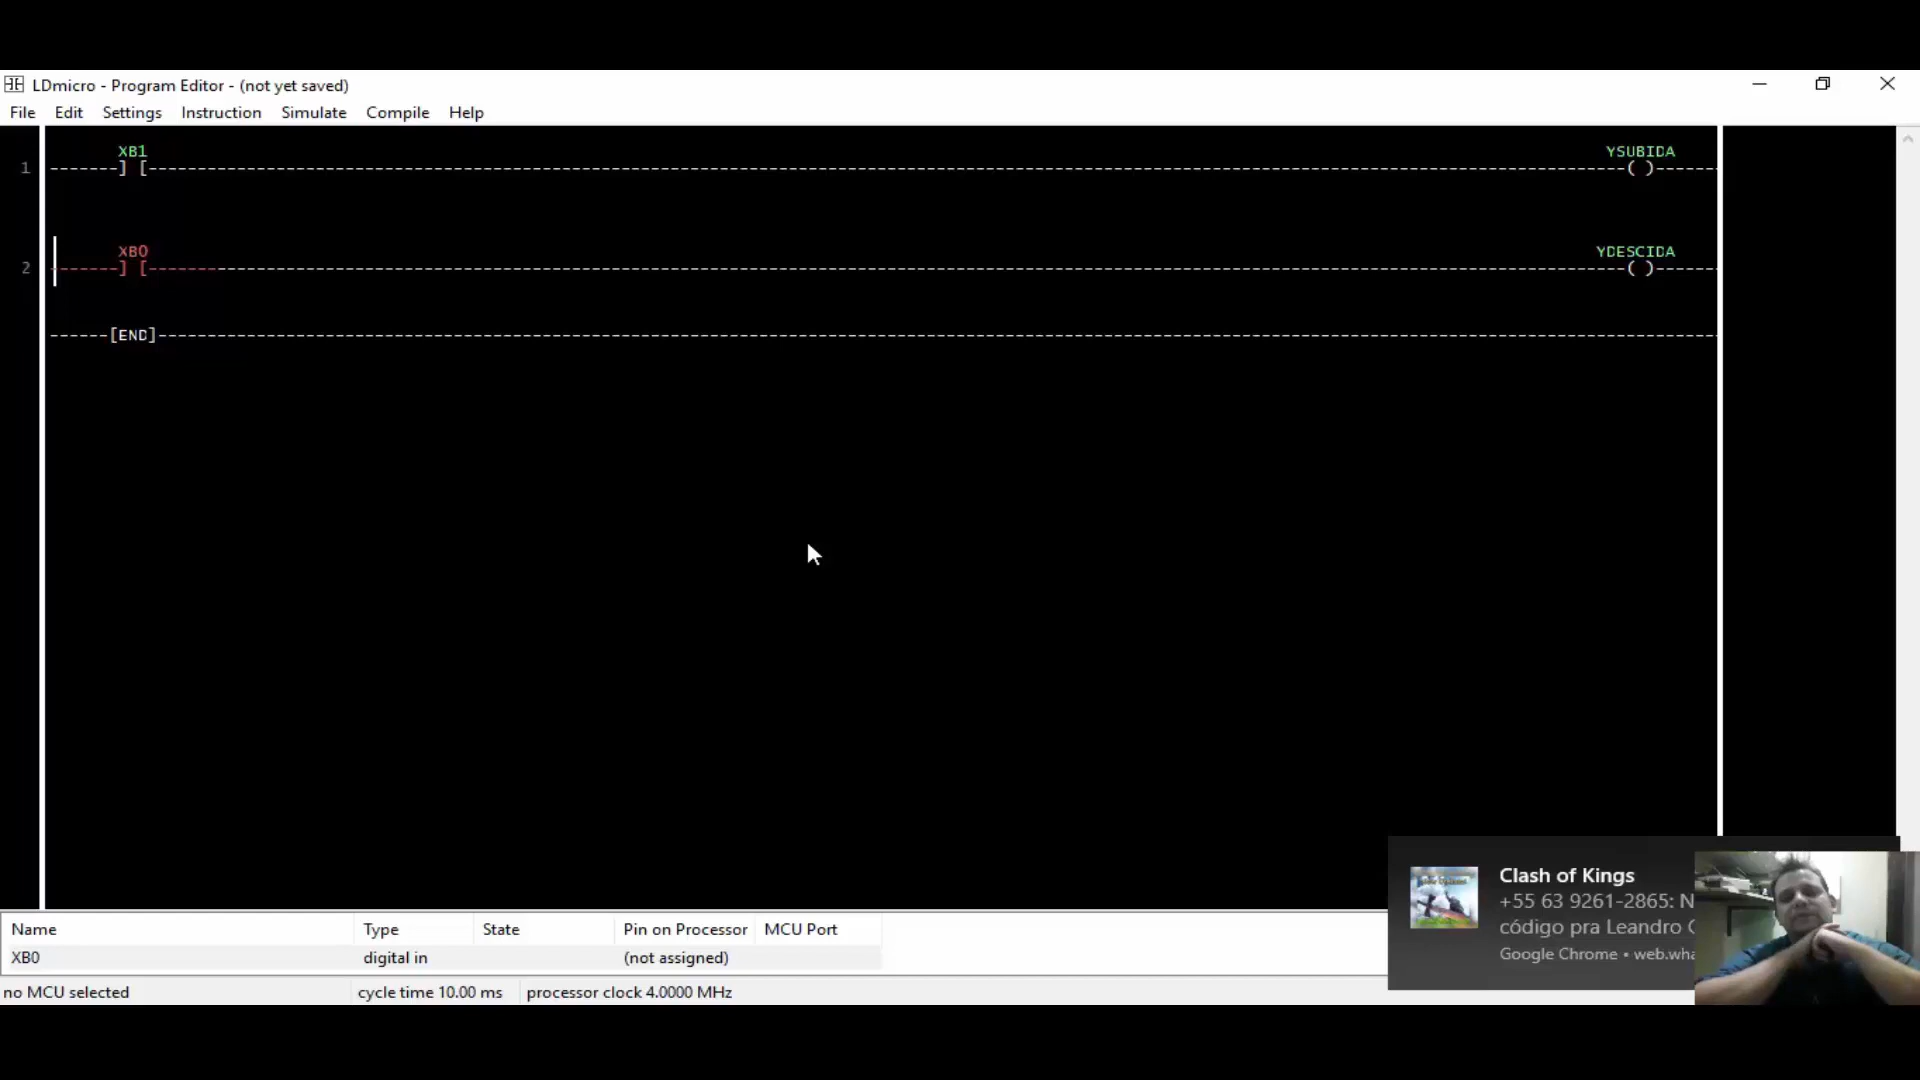 LDmicro - Program Editor - (not yet saved)
File Edit Settings Instruction Simulate Compile Help
XB1 YSUBIDA
1 ------] [------( )------
XB0 YDESCIDA
2 ------] [------( )------
------[END]------
Clash of Kings
+55 63 9261-2865: N
código pra Leandro
Google Chrome • web.wha
Name Type State Pin on Processor MCU Port
XB0 digital in (not assigned)
no MCU selected cycle time 10.00 ms processor clock 4.0000 MHz